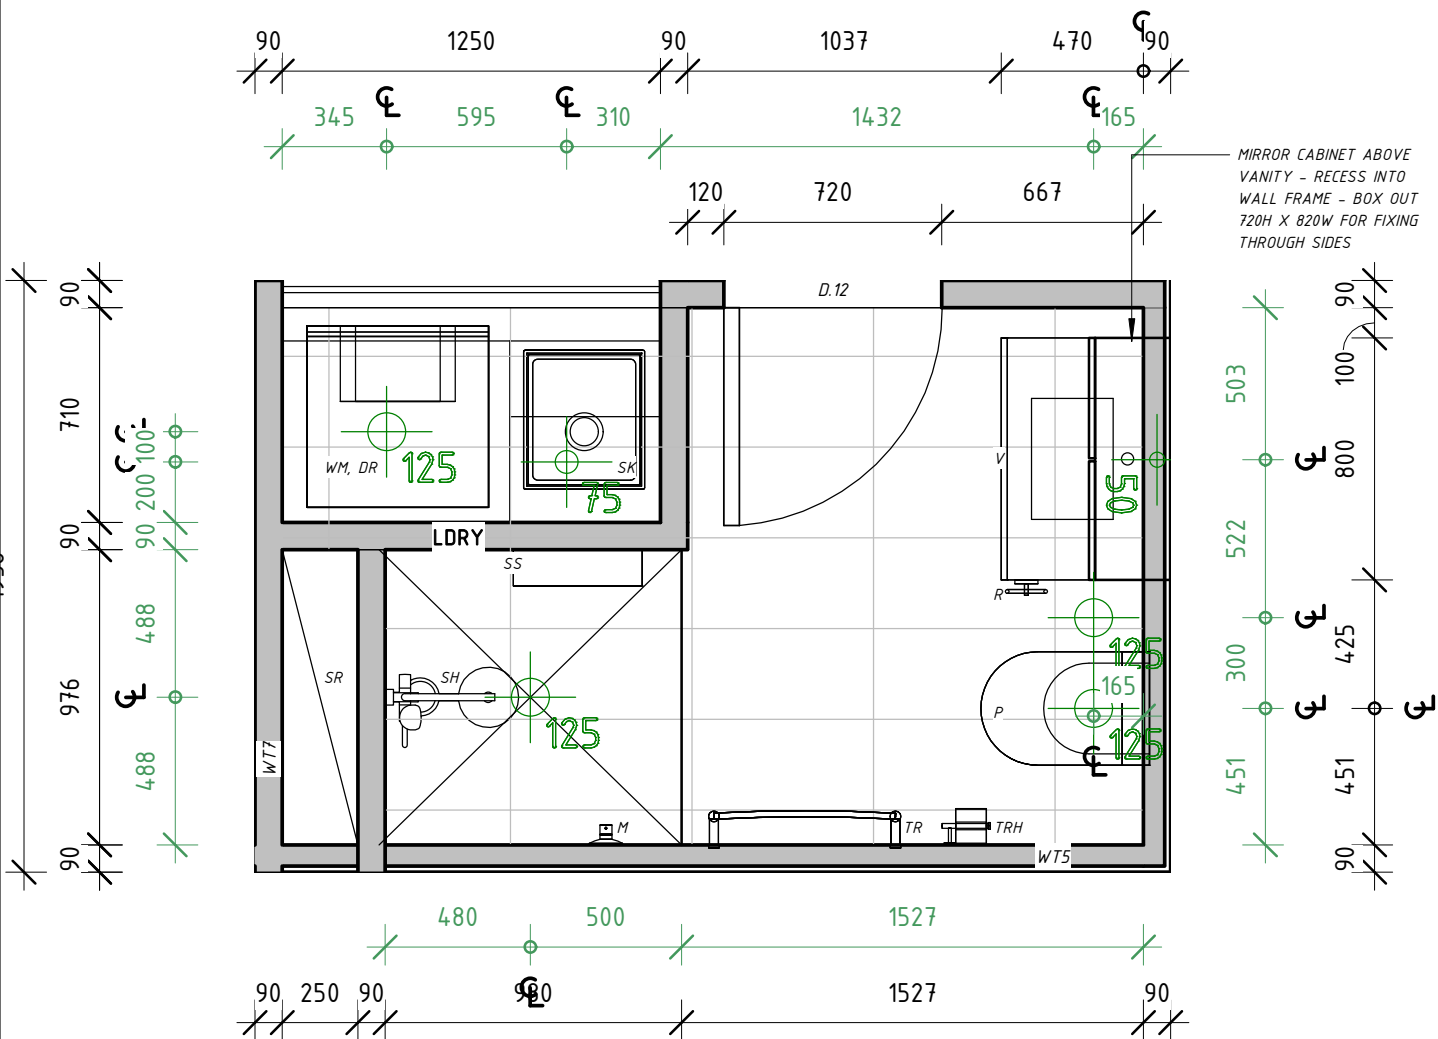 90 1250 90 1037 470 90
345 595 310 1432 165
120 720 667
MIRROR CABINET ABOVE
VANITY - RECESS INTO
WALL FRAME - BOX OUT
720H X 820W FOR FIXING
THROUGH SIDES
D.12
90
710
90
976
90
100
200
90
488
488
WM, DR
125
SK
75
LDRY
SS
SR
SH
125
WT7
M
TR
TRH
WT5
V
50
R
125
165
P
125
503
522
300
451
90
100
800
425
451
90
480 500 1527
90 250 90 980 1527 90